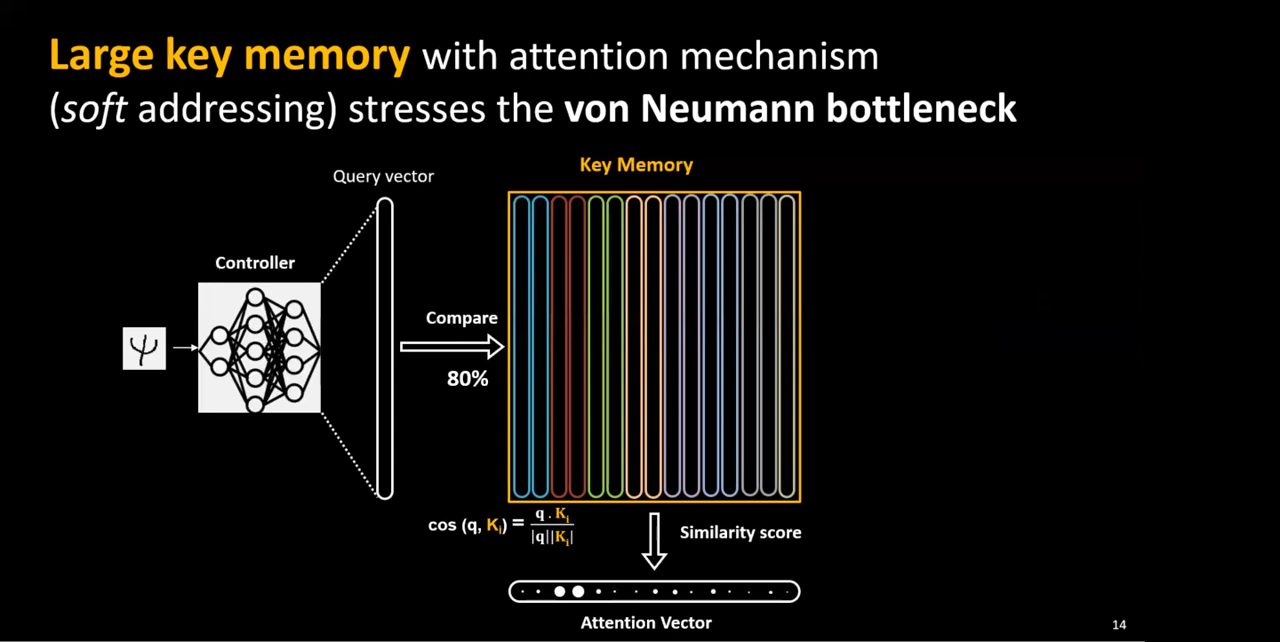 Large key memory with attention mechanism
(soft addressing) stresses the von Neumann bottleneck
Key Memory
Query vector
Controller
Compare
80%
ψ
cos (q, Kᵢ) = q . Kᵢ / |q||Kᵢ|
Similarity score
Attention Vector
14